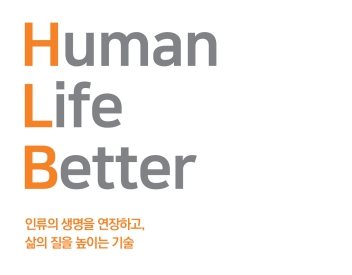 Human
Life
Better
인류의 생명을 연장하고,
삶의 질을 높이는 기술